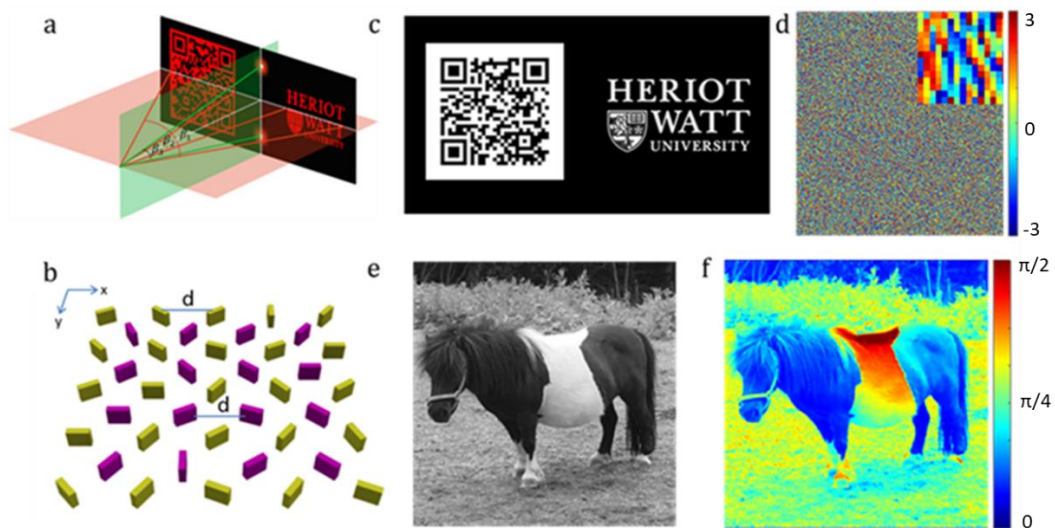 a
HERIOT
WATT
UNIVERSITY
c
HERIOT
WATT
UNIVERSITY
d
3
0
-3
b
x
y
d
d
e
f
π/2
π/4
0